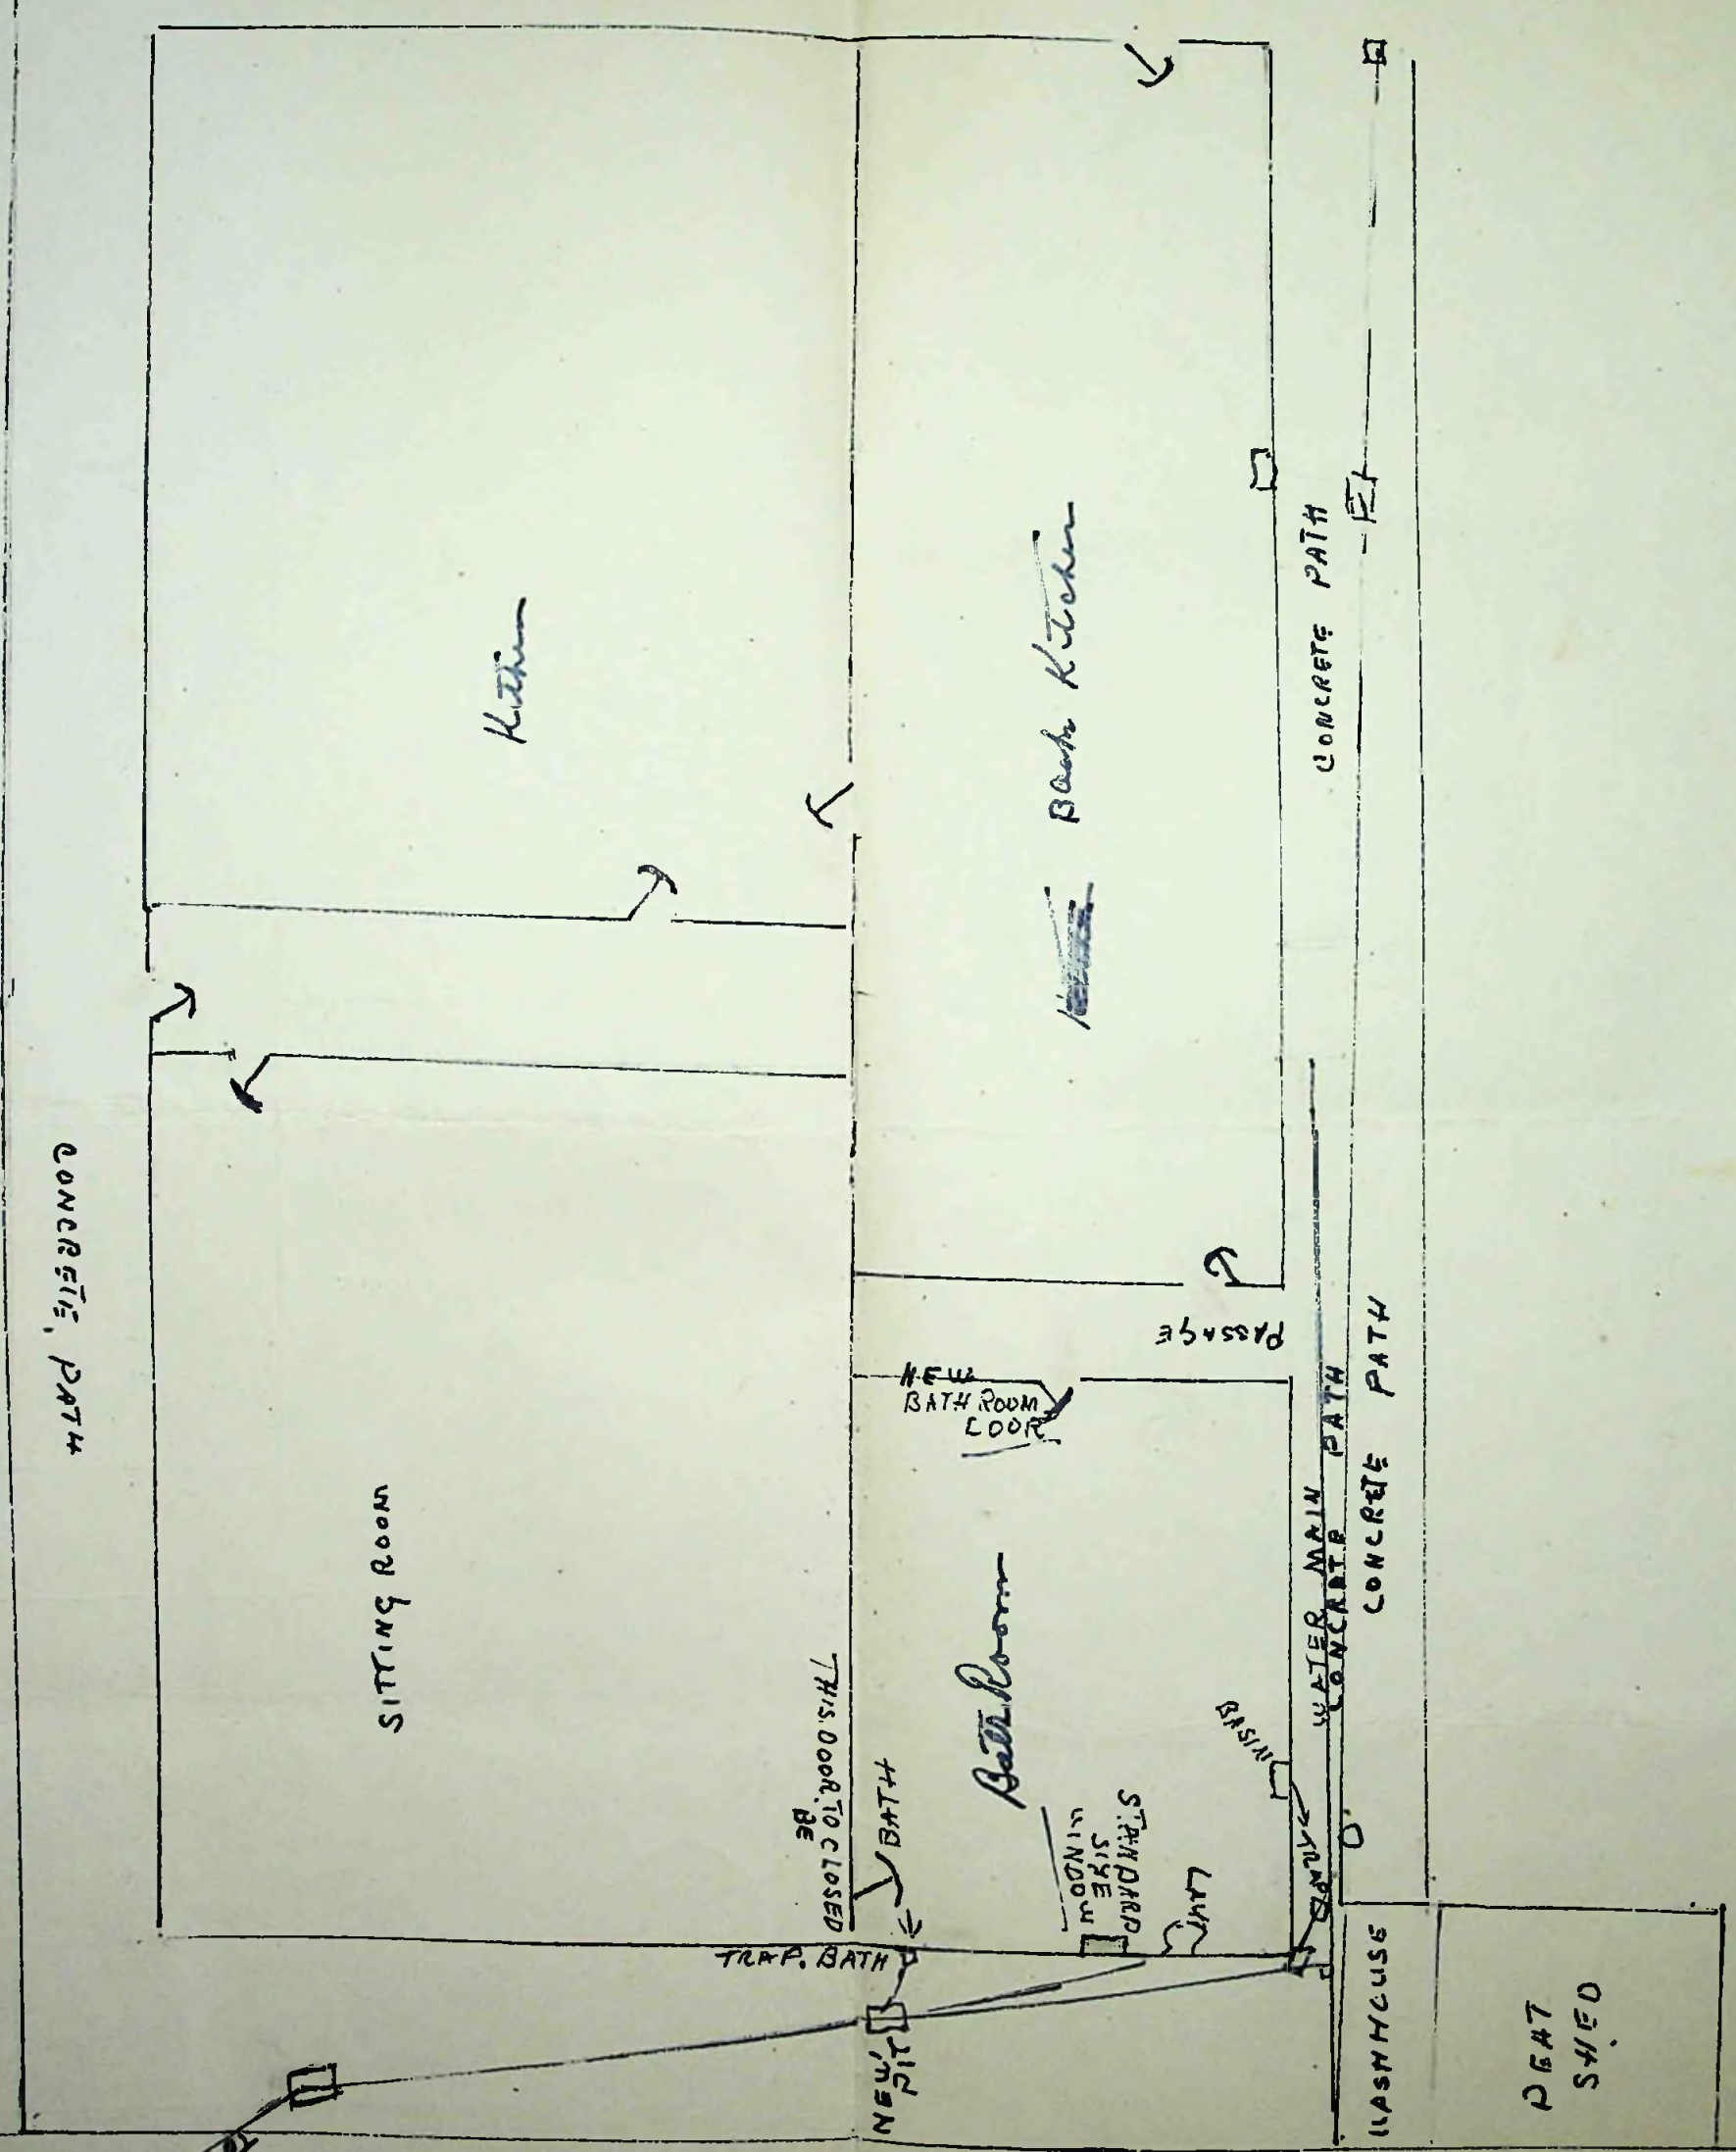 Kitchen
Back Kitchen
CONCRETE PATH
CONCRETE, PATH
PASSAGE
NEW
BATH ROOM
DOOR
SITTING ROOM
THIS. DOOR. TO CLOSED
BE
BATH
Bath Room
STANDARD
SIZE
WINDOW
LAV
BASIN
WATER MAIN
CONCRETE PATH
CONCRETE PATH
TRAP. BATH
NEW,
PIT
WASHHOUSE
PEAT
SHED
TO